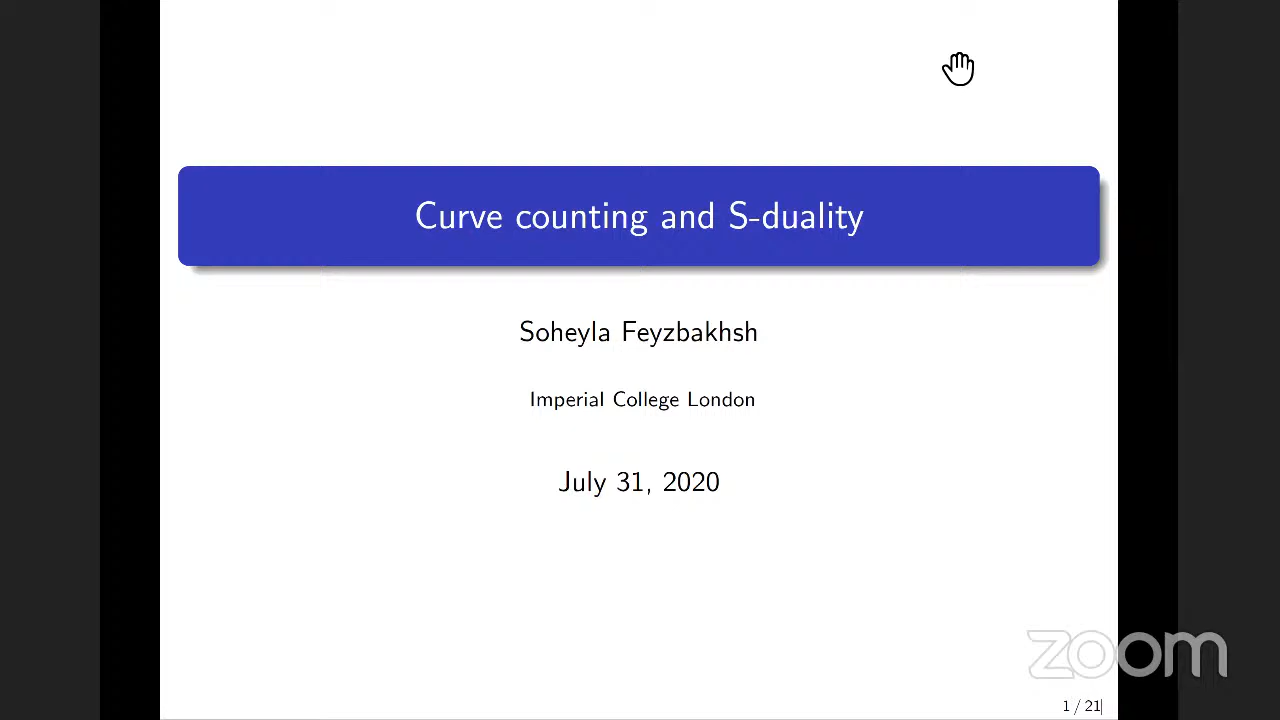 Curve counting and S-duality
Soheyla Feyzbakhsh
Imperial College London
July 31, 2020
zoom
1 / 21